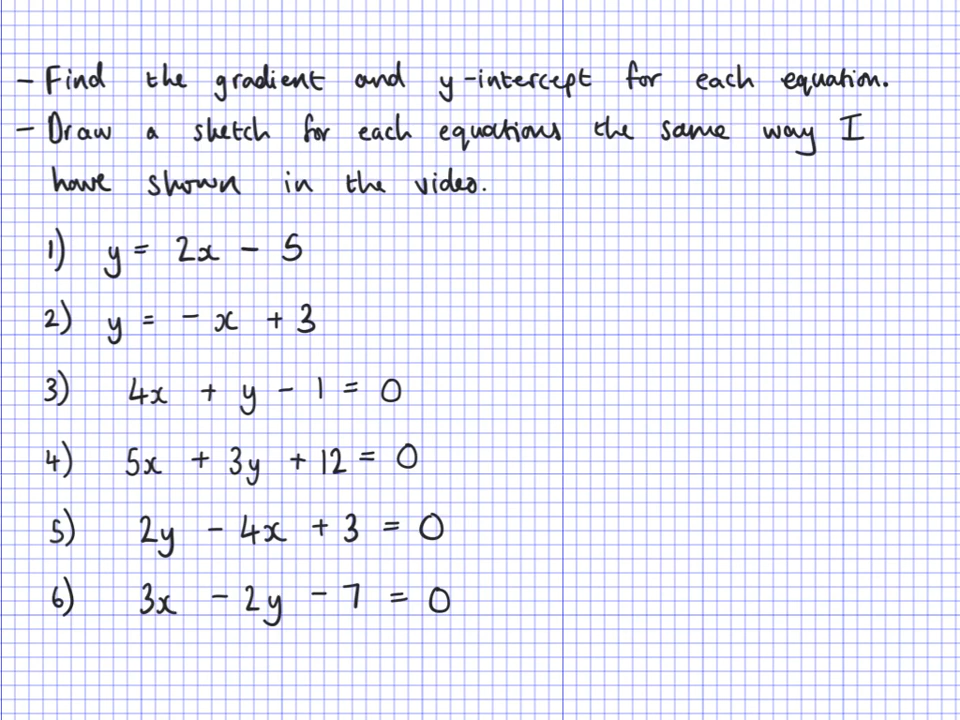 - Find the gradient and y-intercept for each equation.
- Draw a sketch for each equations the same way I
have shown in the video.
1) y = 2x - 5
2) y = - x + 3
3) 4x + y - 1 = 0
4) 5x + 3y + 12 = 0
5) 2y - 4x + 3 = 0
6) 3x - 2y - 7 = 0